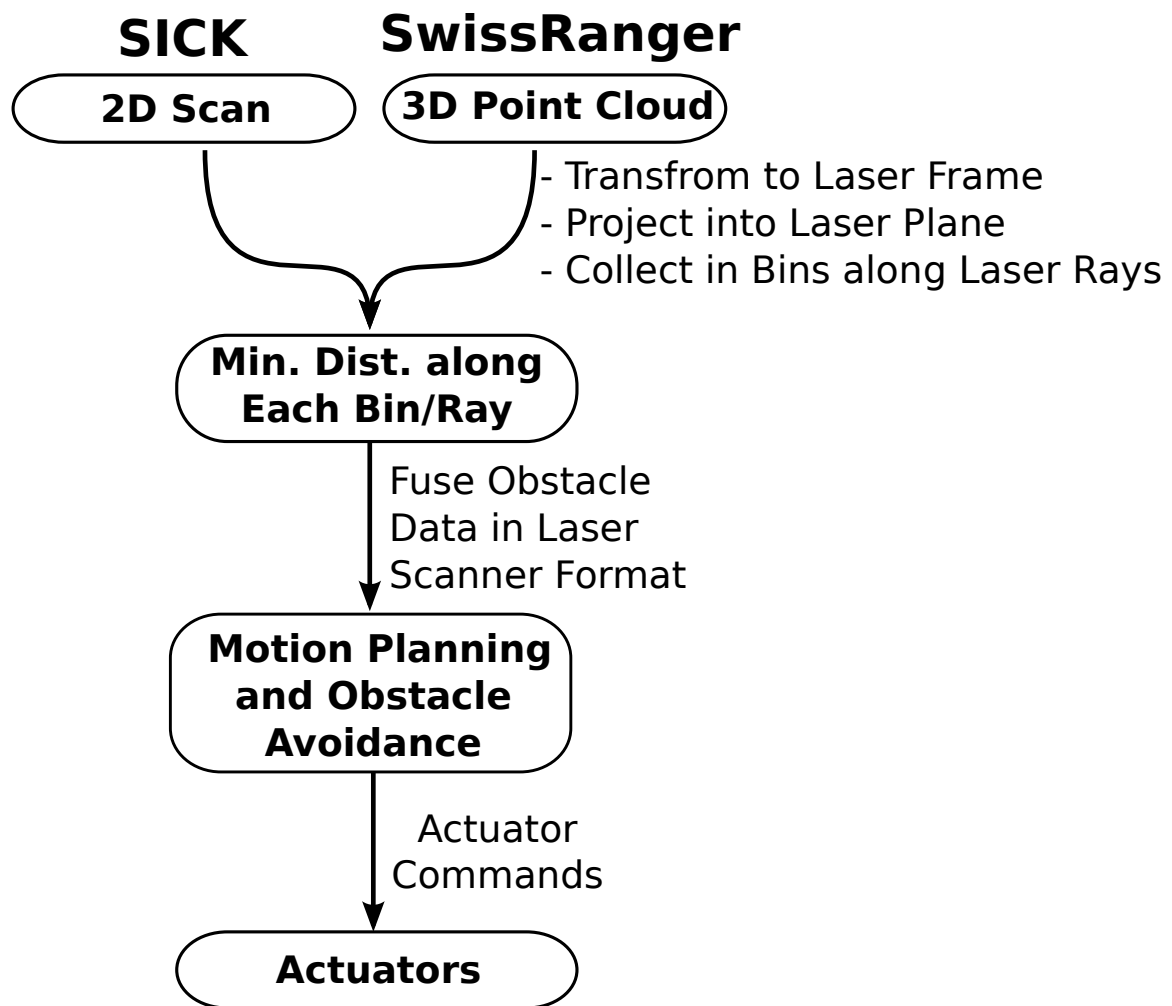 SICK
SwissRanger
2D Scan
3D Point Cloud
- Transfrom to Laser Frame
- Project into Laser Plane
- Collect in Bins along Laser Rays
Min. Dist. along
Each Bin/Ray
Fuse Obstacle
Data in Laser
Scanner Format
Motion Planning
and Obstacle
Avoidance
Actuator
Commands
Actuators